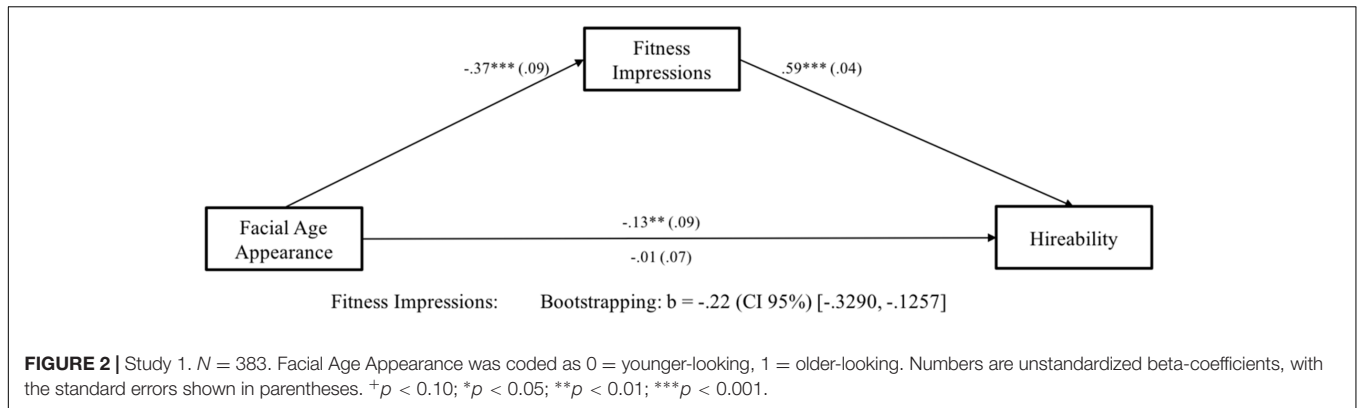 Fitness
Impressions
-.37*** (.09)
.59*** (.04)
Facial Age
Appearance
-.13** (.09)
-.01 (.07)
Hireability
Fitness Impressions: Bootstrapping: b = -.22 (CI 95%) [-.3290, -.1257]
FIGURE 2 | Study 1. N = 383. Facial Age Appearance was coded as 0 = younger-looking, 1 = older-looking. Numbers are unstandardized beta-coefficients, with
the standard errors shown in parentheses. +p < 0.10; *p < 0.05; **p < 0.01; ***p < 0.001.